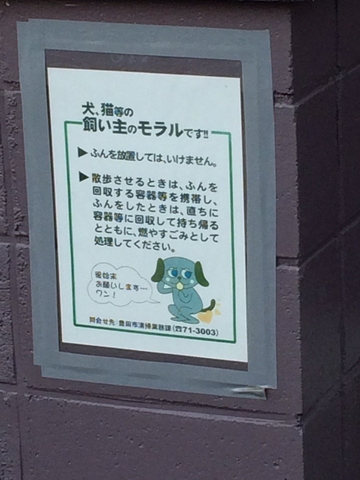 犬、猫等の
飼い主のモラルです!!
▶ふんを放置しては、いけません。
▶散歩させるときは、ふんを
回収する容器等を携帯し、
ふんをしたときは、直ちに
容器等に回収して持ち帰る
とともに、燃やすごみとして
処理してください。
後始末
お願いします…
ワン!
問合せ先:豊田市清掃業務課(☎71-3003)